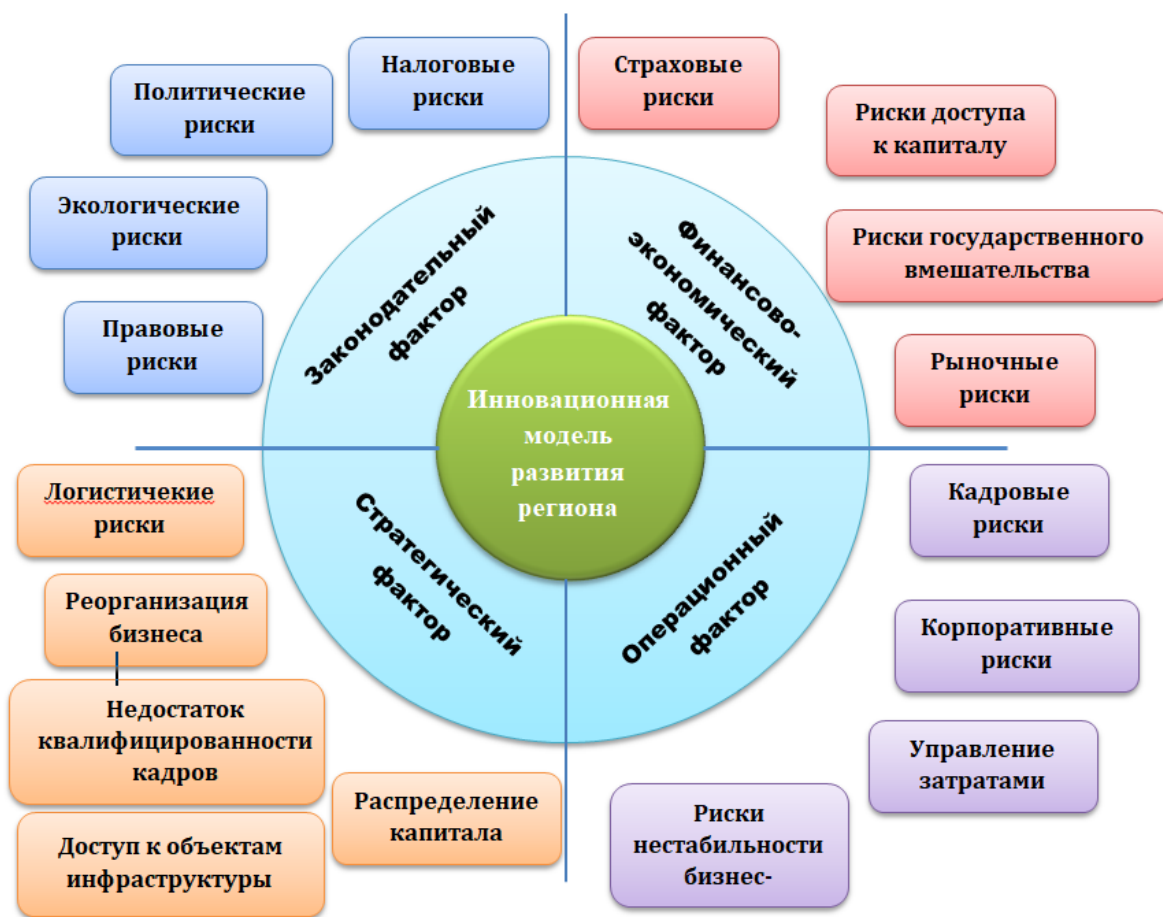 Налоговые
риски
Страховые
риски
Политические
риски
Риски доступа
к капиталу
Экологические
риски
Риски государственного
вмешательства
Правовые
риски
Рыночные
риски
Законодательный
фактор
Финансово-
экономический
фактор
Инновационная
модель
развития
региона
Стратегический
фактор
Операционный
фактор
Логистичекие
риски
Кадровые
риски
Реорганизация
бизнеса
Корпоративные
риски
Недостаток
квалифицированности
кадров
Управление
затратами
Распределение
капитала
Риски
нестабильности
бизнес-
Доступ к объектам
инфраструктуры